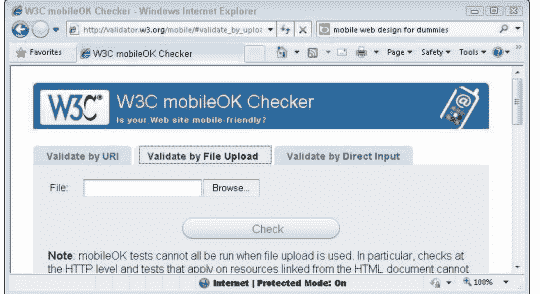 W3C mobileOK Checker - Windows Internet Explorer
http://validator.w3.org/mobile/#validate_by_uploa
mobile web design for dummies
Favorites
W3C mobileOK Checker
Page
Safety
Tools
W3C® W3C mobileOK Checker
Is your Web site mobile-friendly?
Validate by URI
Validate by File Upload
Validate by Direct Input
File:
Browse...
Check
Note: mobileOK tests cannot all be run when file upload is used. In particular, checks at
the HTTP level and tests that apply on resources linked from the HTML document cannot
Internet | Protected Mode: On
100%